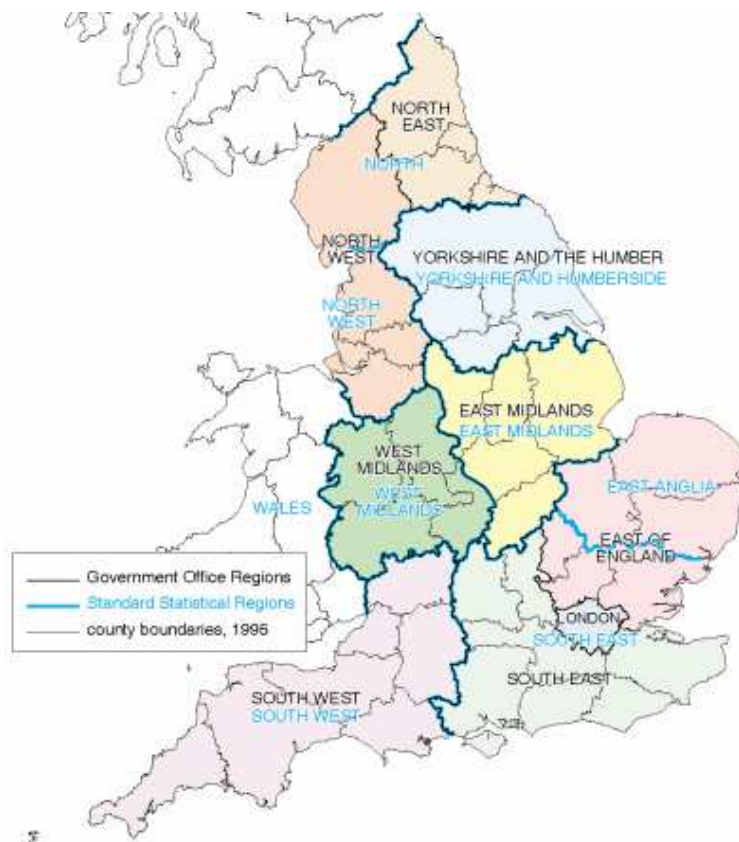 NORTH
EAST
NORTH
NORTH
WEST
YORKSHIRE AND THE HUMBER
YORKSHIRE AND HUMBERSIDE
NORTH
WEST
EAST MIDLANDS
EAST MIDLANDS
WEST
MIDLANDS
WEST
MIDLANDS
WALES
EAST ANGLIA
EAST OF
ENGLAND
Government Office Regions
Standard Statistical Regions
county boundaries, 1996
LONDON
SOUTH EAST
SOUTH EAST
SOUTH WEST
SOUTH WEST